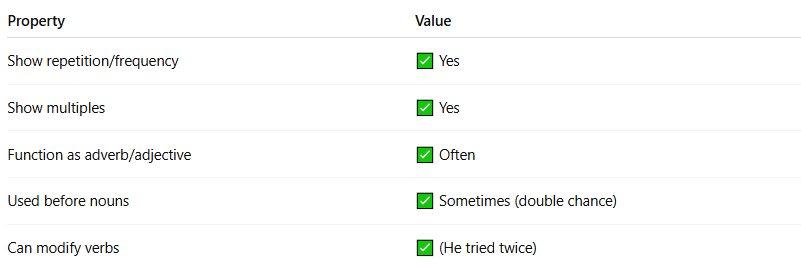 Property Value
Show repetition/frequency ✅ Yes
Show multiples ✅ Yes
Function as adverb/adjective ✅ Often
Used before nouns ✅ Sometimes (double chance)
Can modify verbs ✅ (He tried twice)